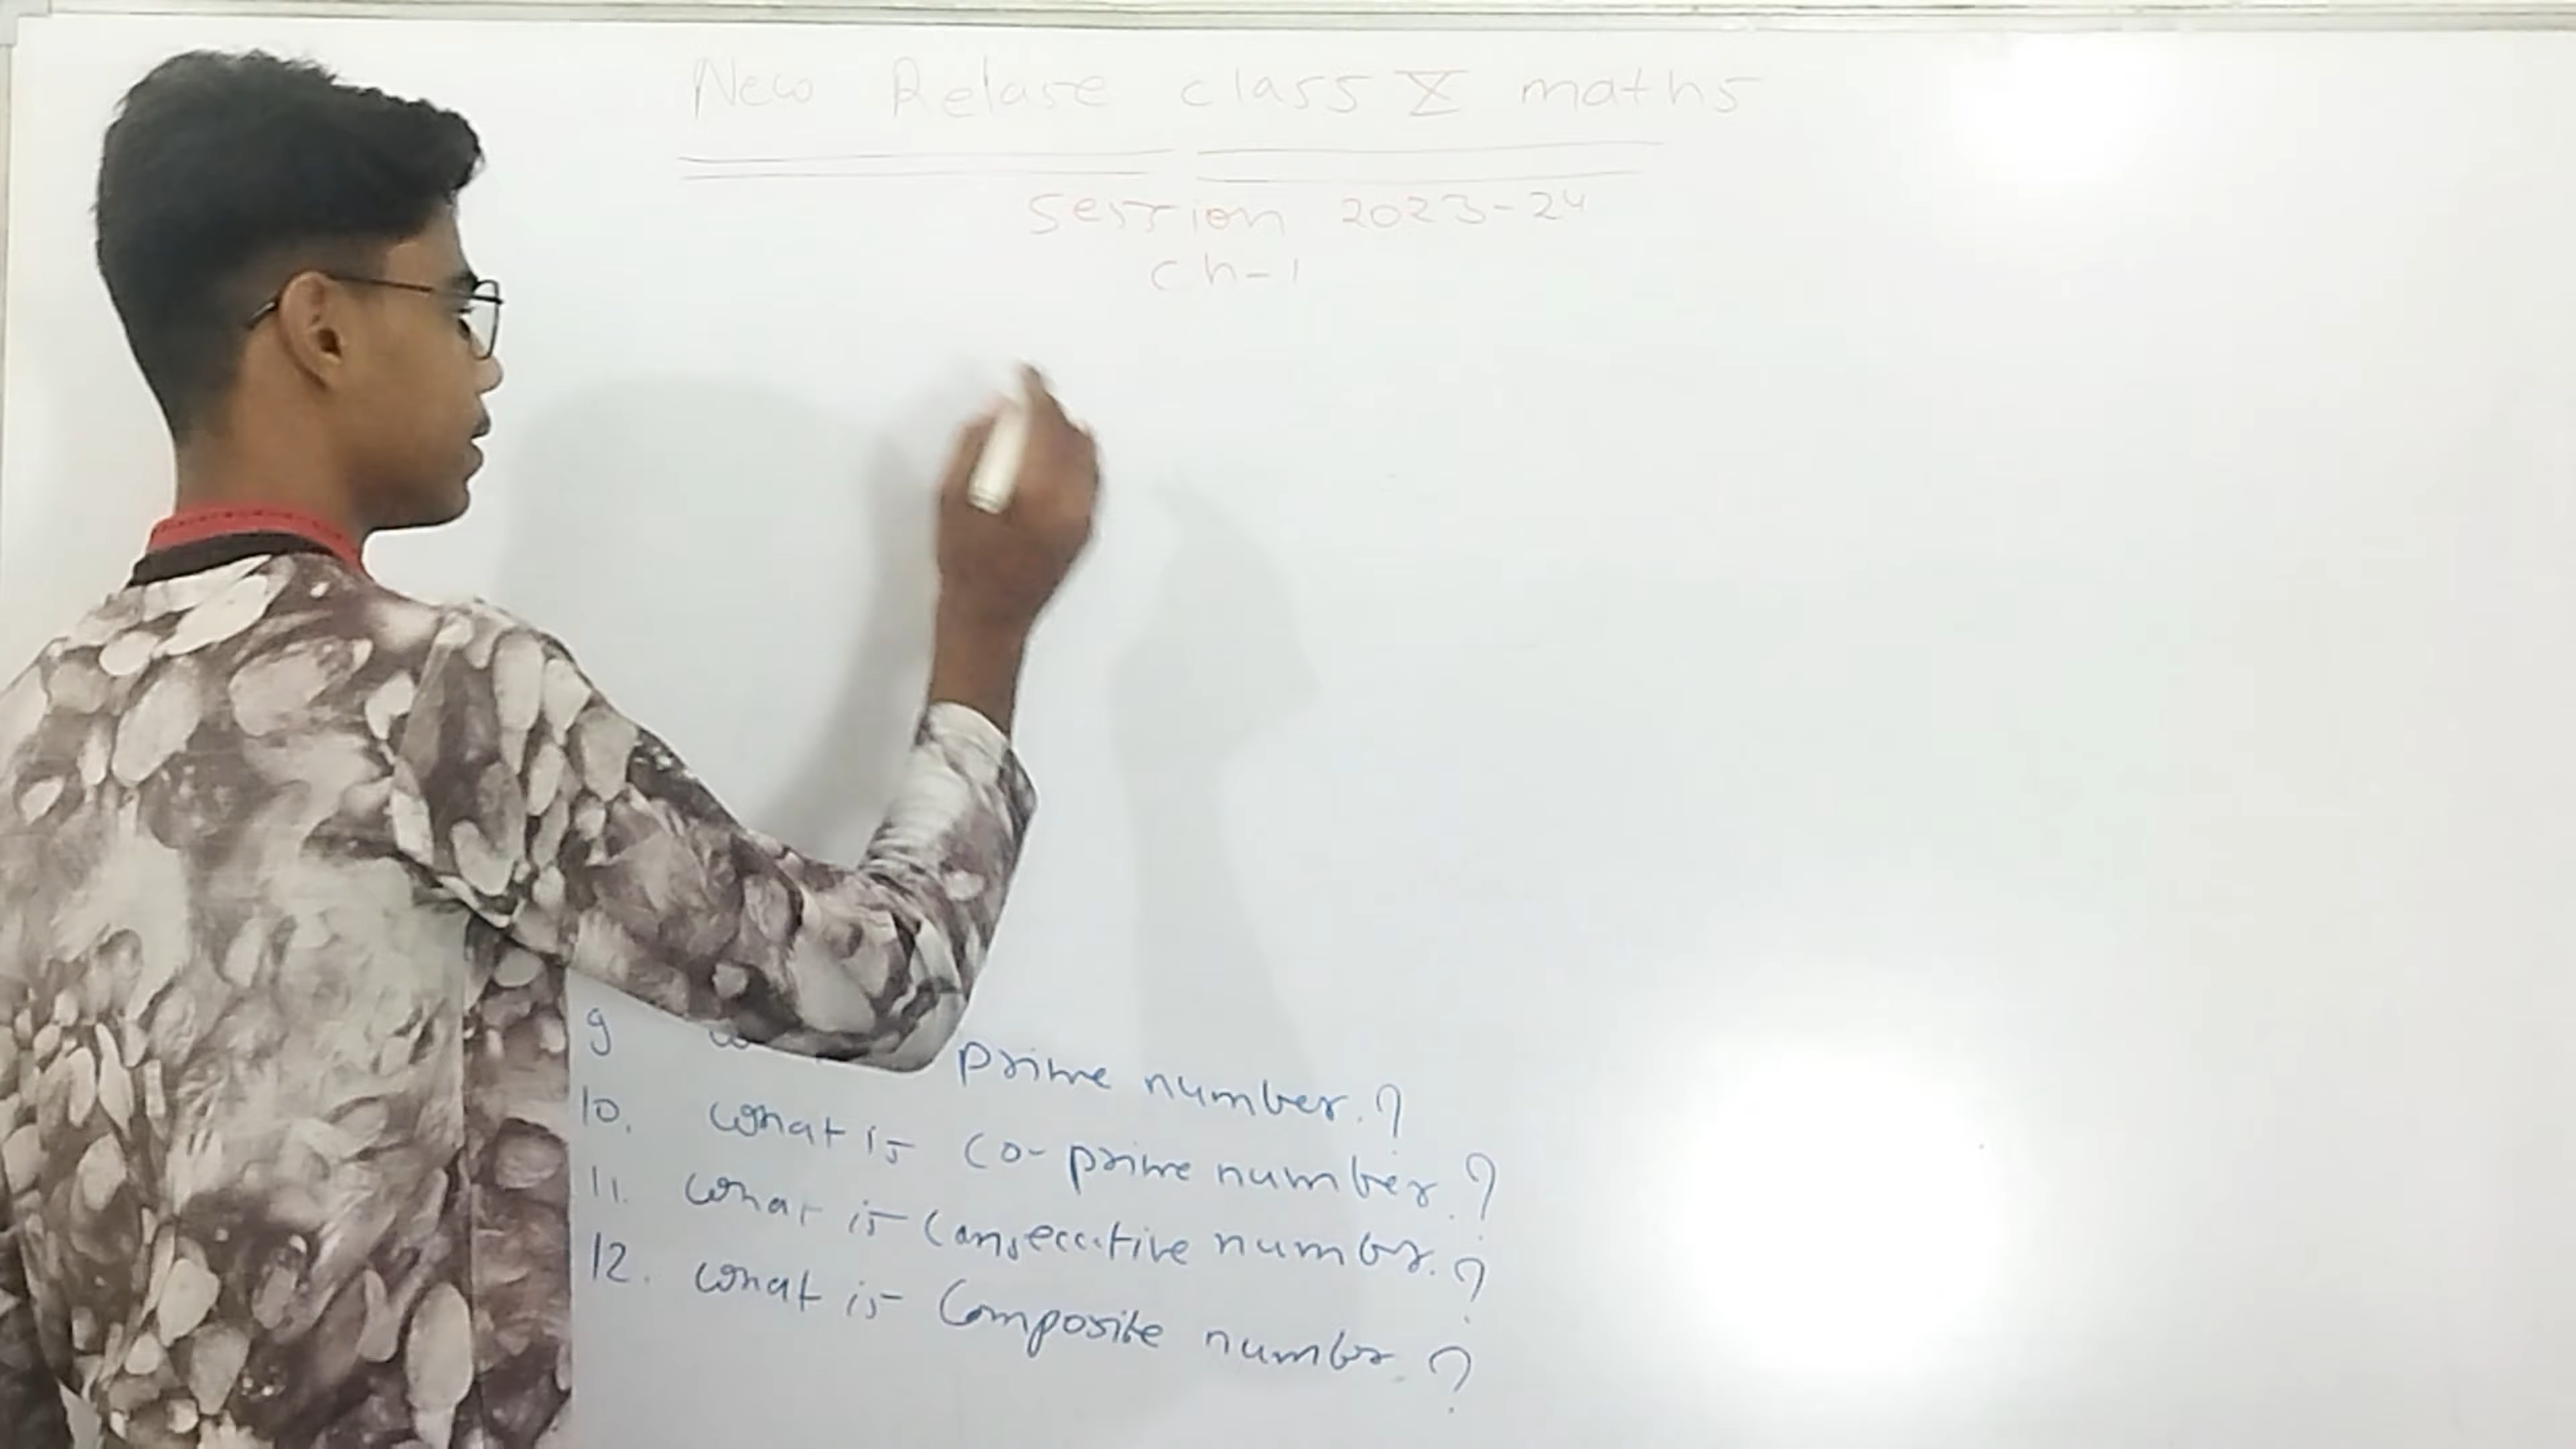 New Relase class X maths
Session 2023-24
Ch-1
9 prime number.?
10. What is Co-prime number.?
11. What is Consecutive number.?
12. What is Composite number.?